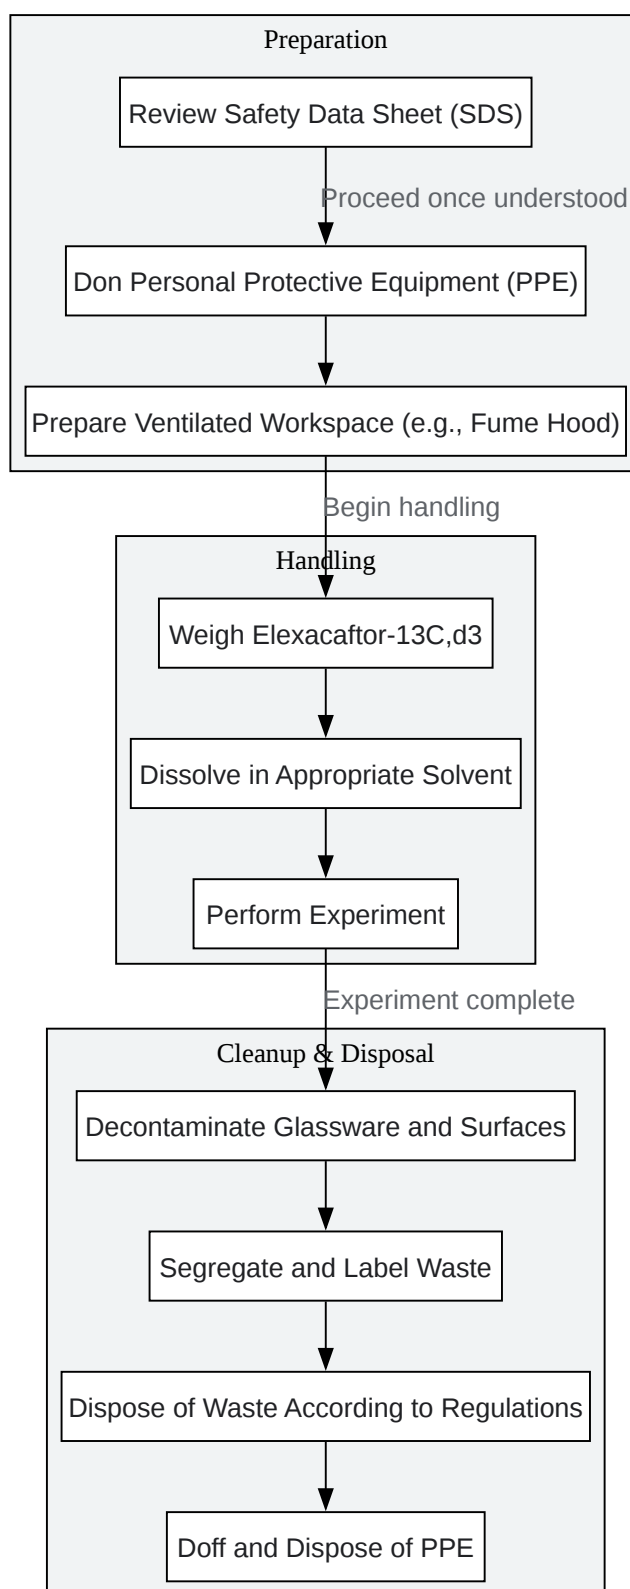 Preparation
Review Safety Data Sheet (SDS)
Proceed once understood
Don Personal Protective Equipment (PPE)
Prepare Ventilated Workspace (e.g., Fume Hood)
Begin handling
Handling
Weigh Elexacaftor-13C,d3
Dissolve in Appropriate Solvent
Perform Experiment
Experiment complete
Cleanup & Disposal
Decontaminate Glassware and Surfaces
Segregate and Label Waste
Dispose of Waste According to Regulations
Doff and Dispose of PPE